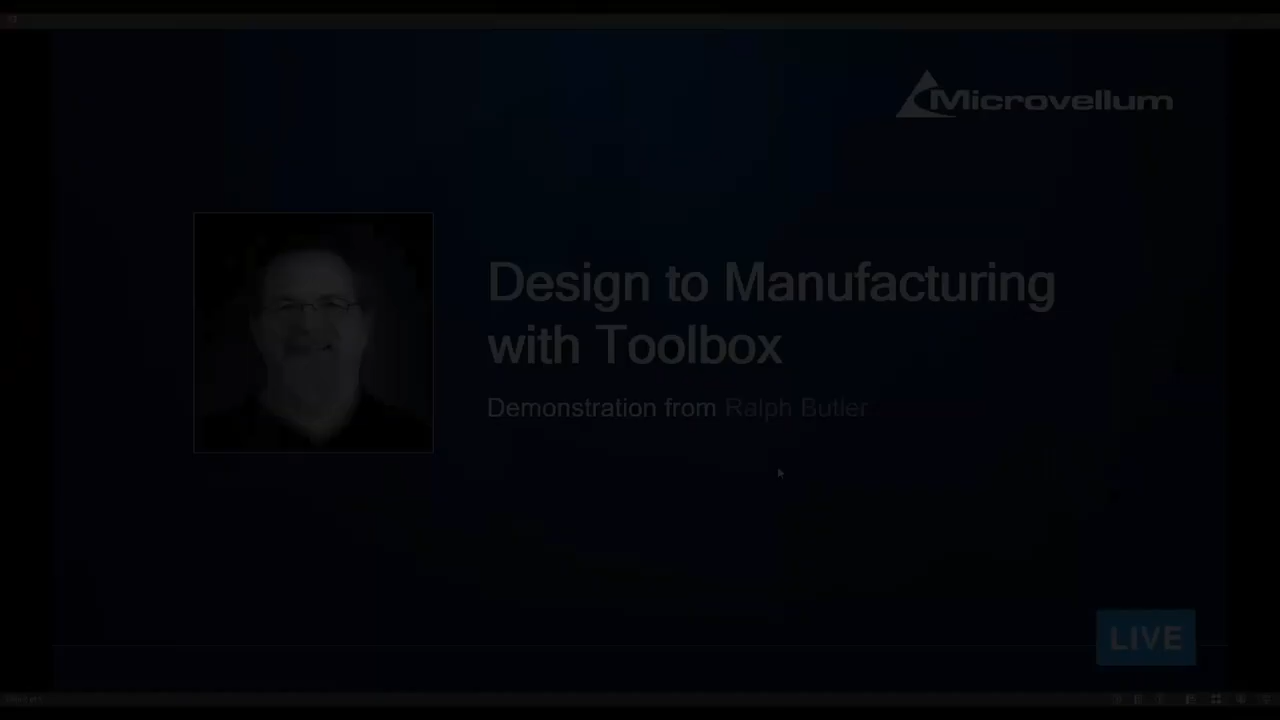 Microvellum
Design to Manufacturing
with Toolbox
Demonstration from Ralph Butler
LIVE